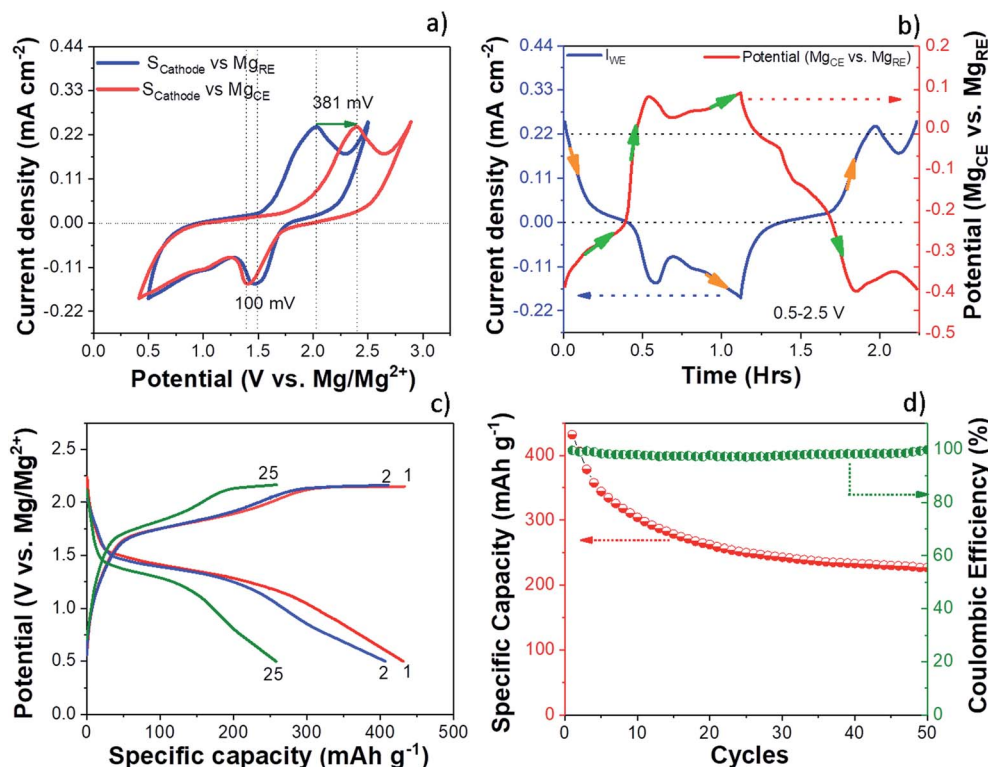 a)
Current density (mA cm⁻²)
0.44
0.33
0.22
0.11
0.00
-0.11
-0.22
S_Cathode vs Mg_RE
S_Cathode vs Mg_CE
381 mV
100 mV
0.0 0.5 1.0 1.5 2.0 2.5 3.0
Potential (V vs. Mg/Mg²⁺)
b)
Current density (mA cm⁻²)
0.44
0.33
0.22
0.11
0.00
-0.11
-0.22
I_WE
Potential (Mg_CE vs. Mg_RE)
0.5-2.5 V
0.2
0.1
0.0
-0.1
-0.2
-0.3
-0.4
-0.5
Potential (Mg_CE vs. Mg_RE)
0.0 0.5 1.0 1.5 2.0
Time (Hrs)
c)
Potential (V vs. Mg/Mg²⁺)
2.5
2.0
1.5
1.0
0.5
0.0
25
2 1
25
2 1
0 100 200 300 400 500
Specific capacity (mAh g⁻¹)
d)
Specific Capacity (mAh g⁻¹)
400
300
200
100
0
100
80
60
40
20
0
Coulombic Efficiency (%)
0 10 20 30 40 50
Cycles